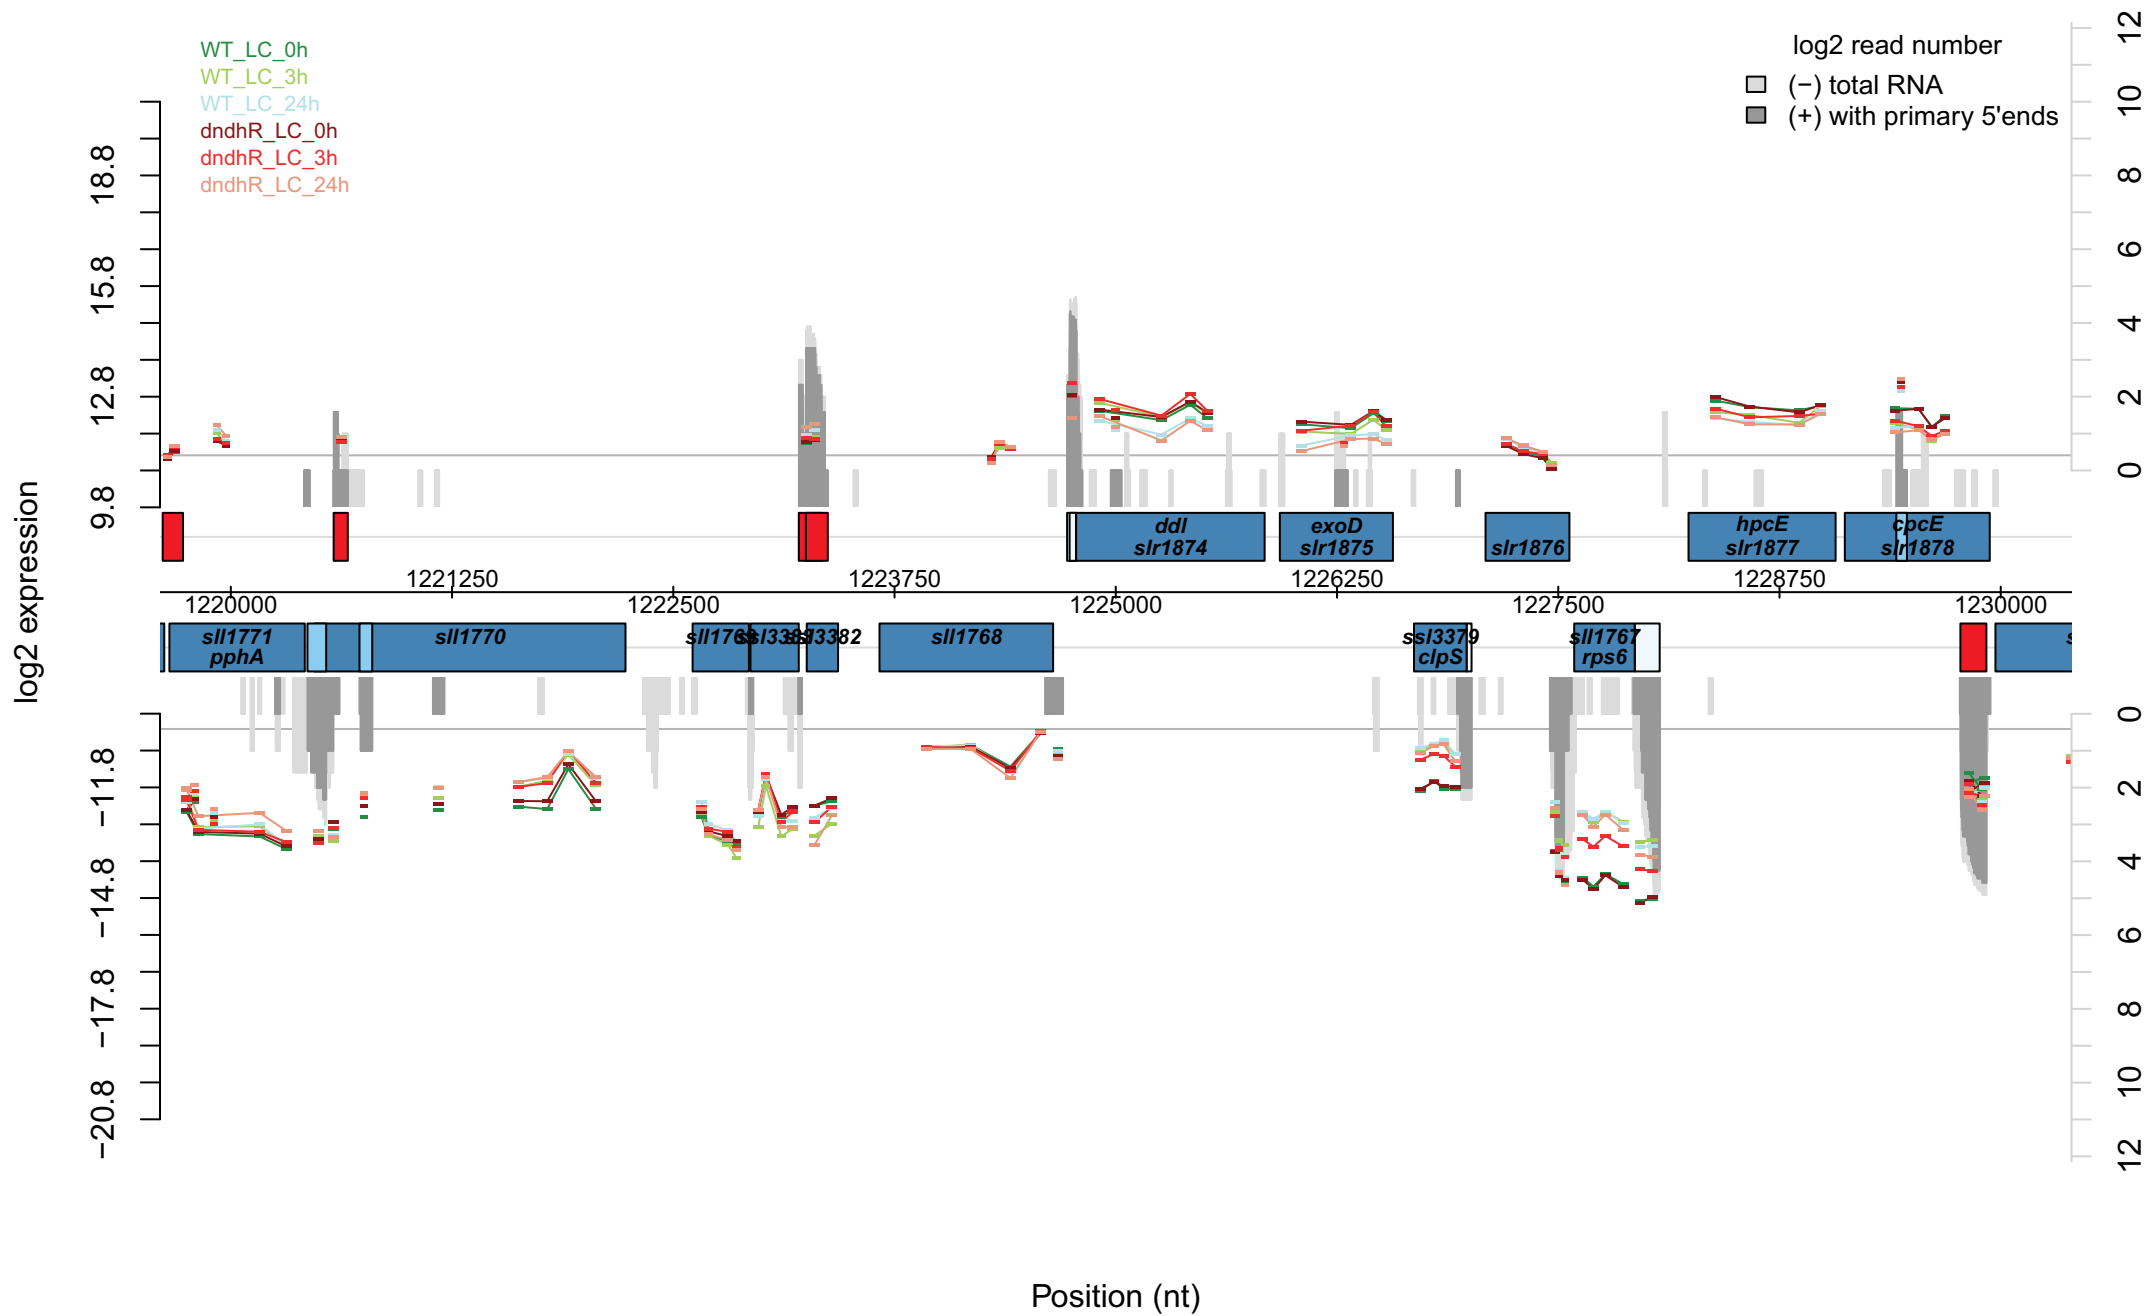 WT_LC_0h
WT_LC_3h
WT_LC_24h
dndhR_LC_0h
dndhR_LC_3h
dndhR_LC_24h
log2 read number
(−) total RNA
(+) with primary 5'ends
18.8
15.8
12.8
9.8
12
10
8
6
4
2
0
log2 expression
ddl
slr1874
exoD
slr1875
slr1876
hpcE
slr1877
cpcE
slr1878
1221250
1223750
1226250
1228750
1220000
1222500
1225000
1227500
1230000
sll1771
pphA
sll1770
sll1769
ssl3382
sll1768
ssl3379
clpS
sll1767
rps6
s
−11.8
−14.8
−17.8
−20.8
0
2
4
6
8
10
12
Position (nt)